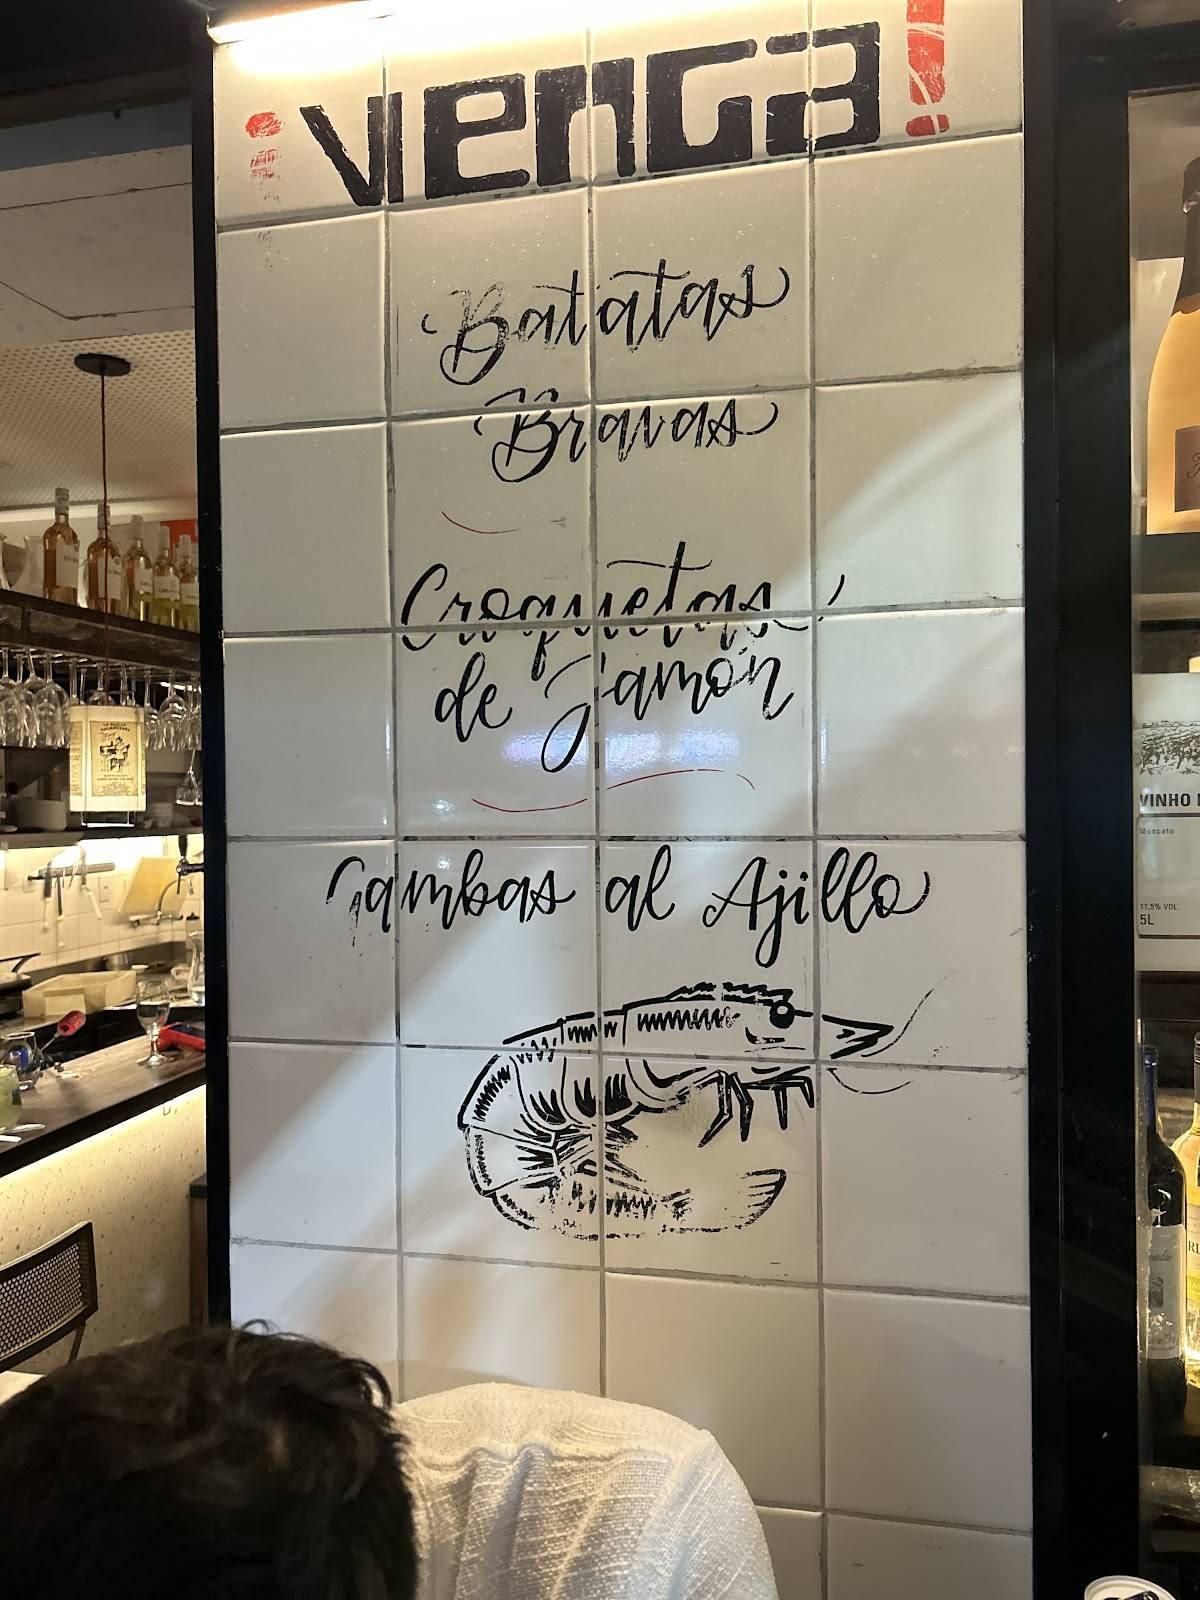 ¡venGa!
Batatas
Bravas
Croquetas
de Jamón
Gambas al Ajillo
VINHO
Moscato
11,5% VOL
5L